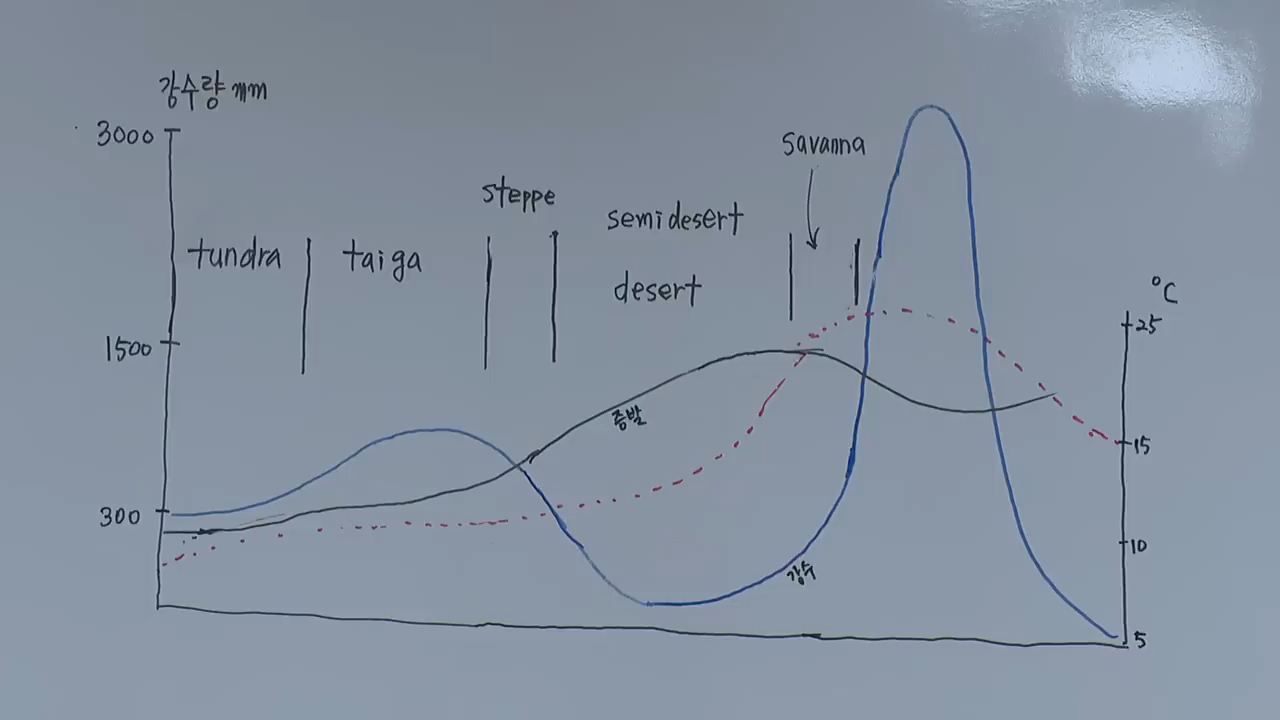 강수량 mm
3000
savanna
steppe
semidesert
tundra
taiga
desert
°C
25
1500
증발
15
300
10
강수
5